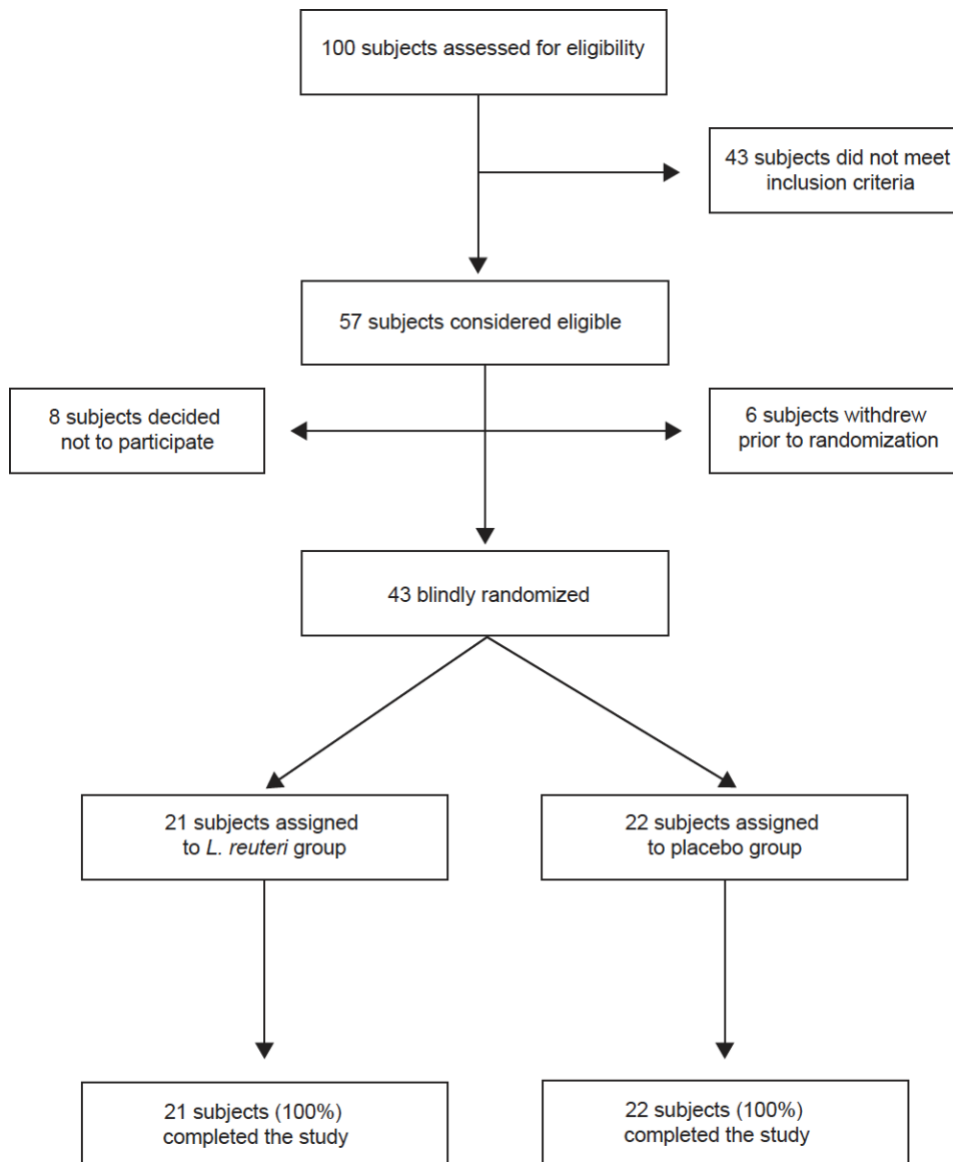 100 subjects assessed for eligibility
43 subjects did not meet
inclusion criteria
57 subjects considered eligible
8 subjects decided
not to participate
6 subjects withdrew
prior to randomization
43 blindly randomized
21 subjects assigned
to L. reuteri group
22 subjects assigned
to placebo group
21 subjects (100%)
completed the study
22 subjects (100%)
completed the study